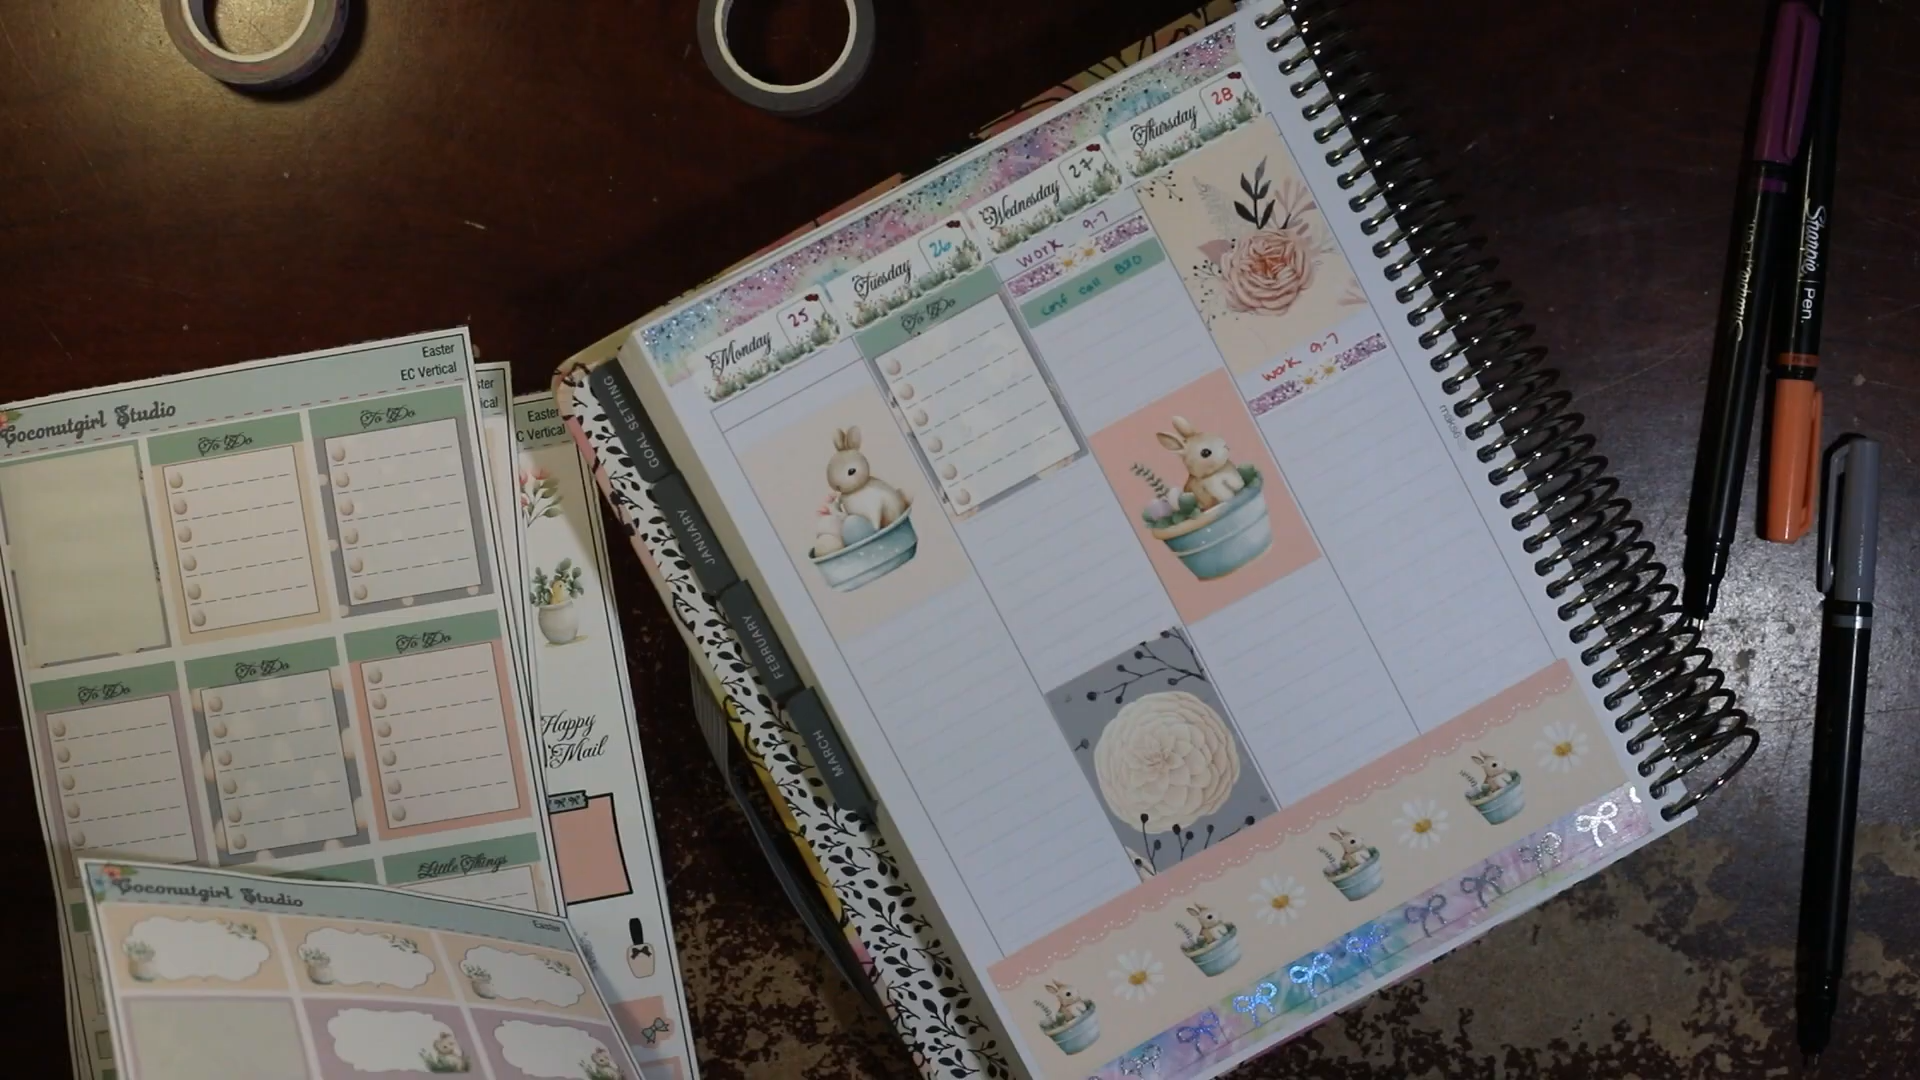 Easter
EC Vertical
Coconutgirl Studio
To Do
To Do
To Do
To Do
To Do
Little Things
Easter
C Vertical
Happy
Mail
Coconutgirl Studio
Easter
GOAL SETTING
JANUARY
FEBRUARY
MARCH
Monday 25
Tuesday 26
Wednesday 27
Thursday 28
To Do
work 9-7
conf call
work 9-7
Sharpie Pen.